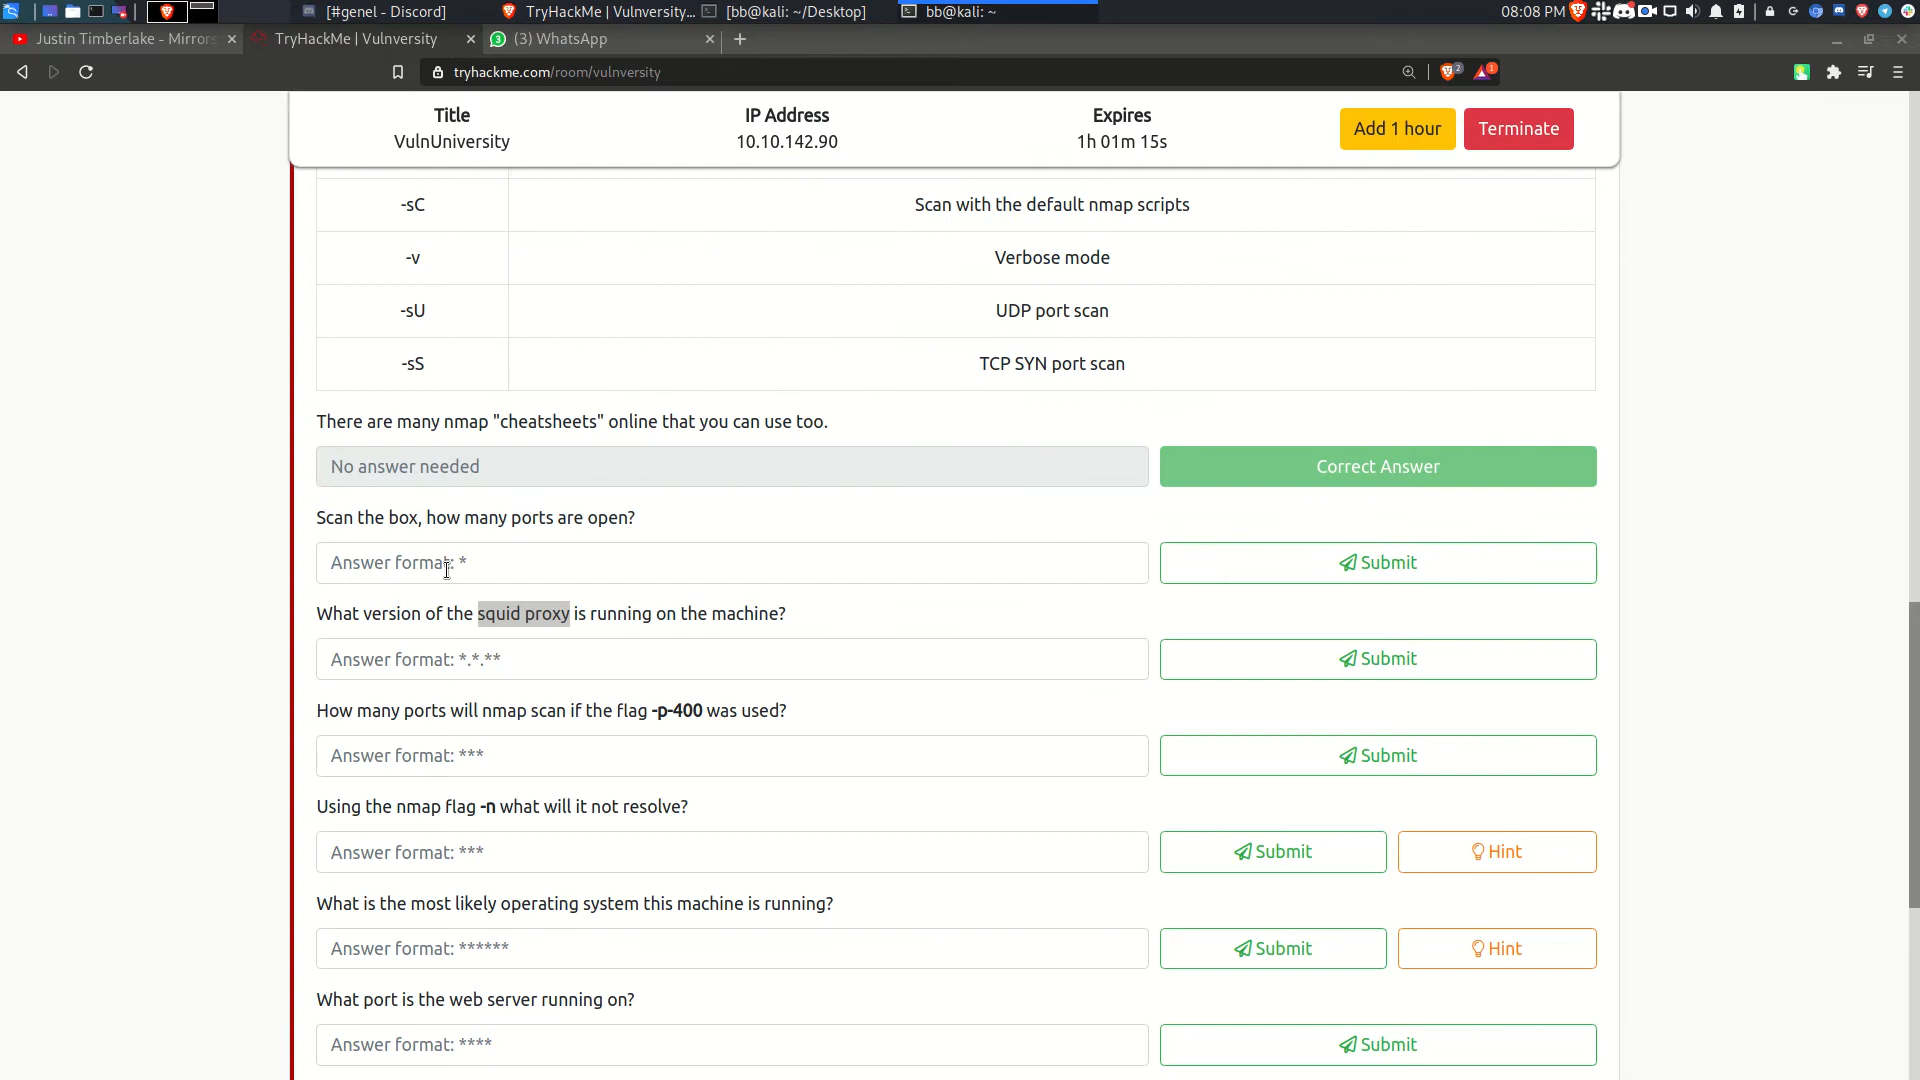 [#genel - Discord]
TryHackMe | Vulnversity...
[bb@kali: ~/Desktop]
bb@kali: ~
08:08 PM
Justin Timberlake - Mirrors
TryHackMe | Vulnversity
(3) WhatsApp
tryhackme.com/room/vulnversity
2
1
Title
IP Address
Expires
VulnUniversity
10.10.142.90
1h 01m 15s
Add 1 hour
Terminate
-sC
Scan with the default nmap scripts
-v
Verbose mode
-sU
UDP port scan
-sS
TCP SYN port scan
There are many nmap "cheatsheets" online that you can use too.
No answer needed
Correct Answer
Scan the box, how many ports are open?
Answer format: *
Submit
What version of the squid proxy is running on the machine?
Answer format: *.*.**
Submit
How many ports will nmap scan if the flag -p-400 was used?
Answer format: ***
Submit
Using the nmap flag -n what will it not resolve?
Answer format: ***
Submit
Hint
What is the most likely operating system this machine is running?
Answer format: ******
Submit
Hint
What port is the web server running on?
Answer format: ****
Submit